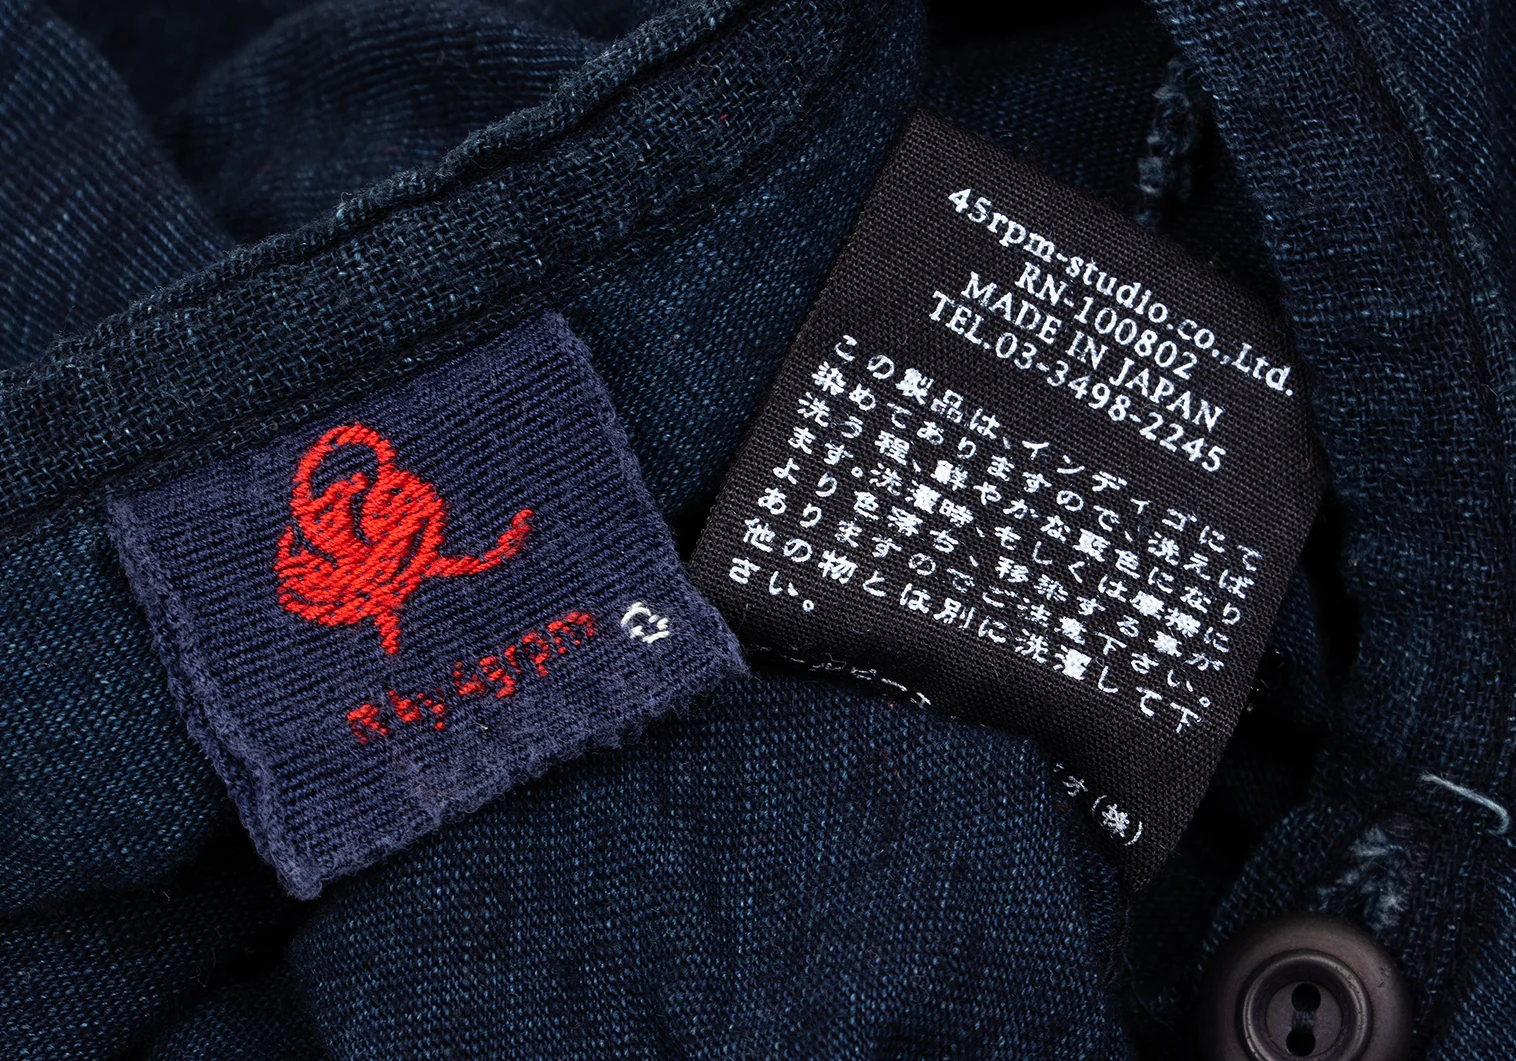 R by 45rpm
45rpm-studio.co.,Ltd.
RN-100802
MADE IN JAPAN
TEL.03-3498-2245
この製品は、インディゴにて
染めてありますので、洗えば
洗う程、鮮やかな藍色になり
ます。洗濯時、もしくは摩擦に
より色落ち、移染する事が
ありますのでご注意下さい。
他の物とは別に洗濯して下
さい。